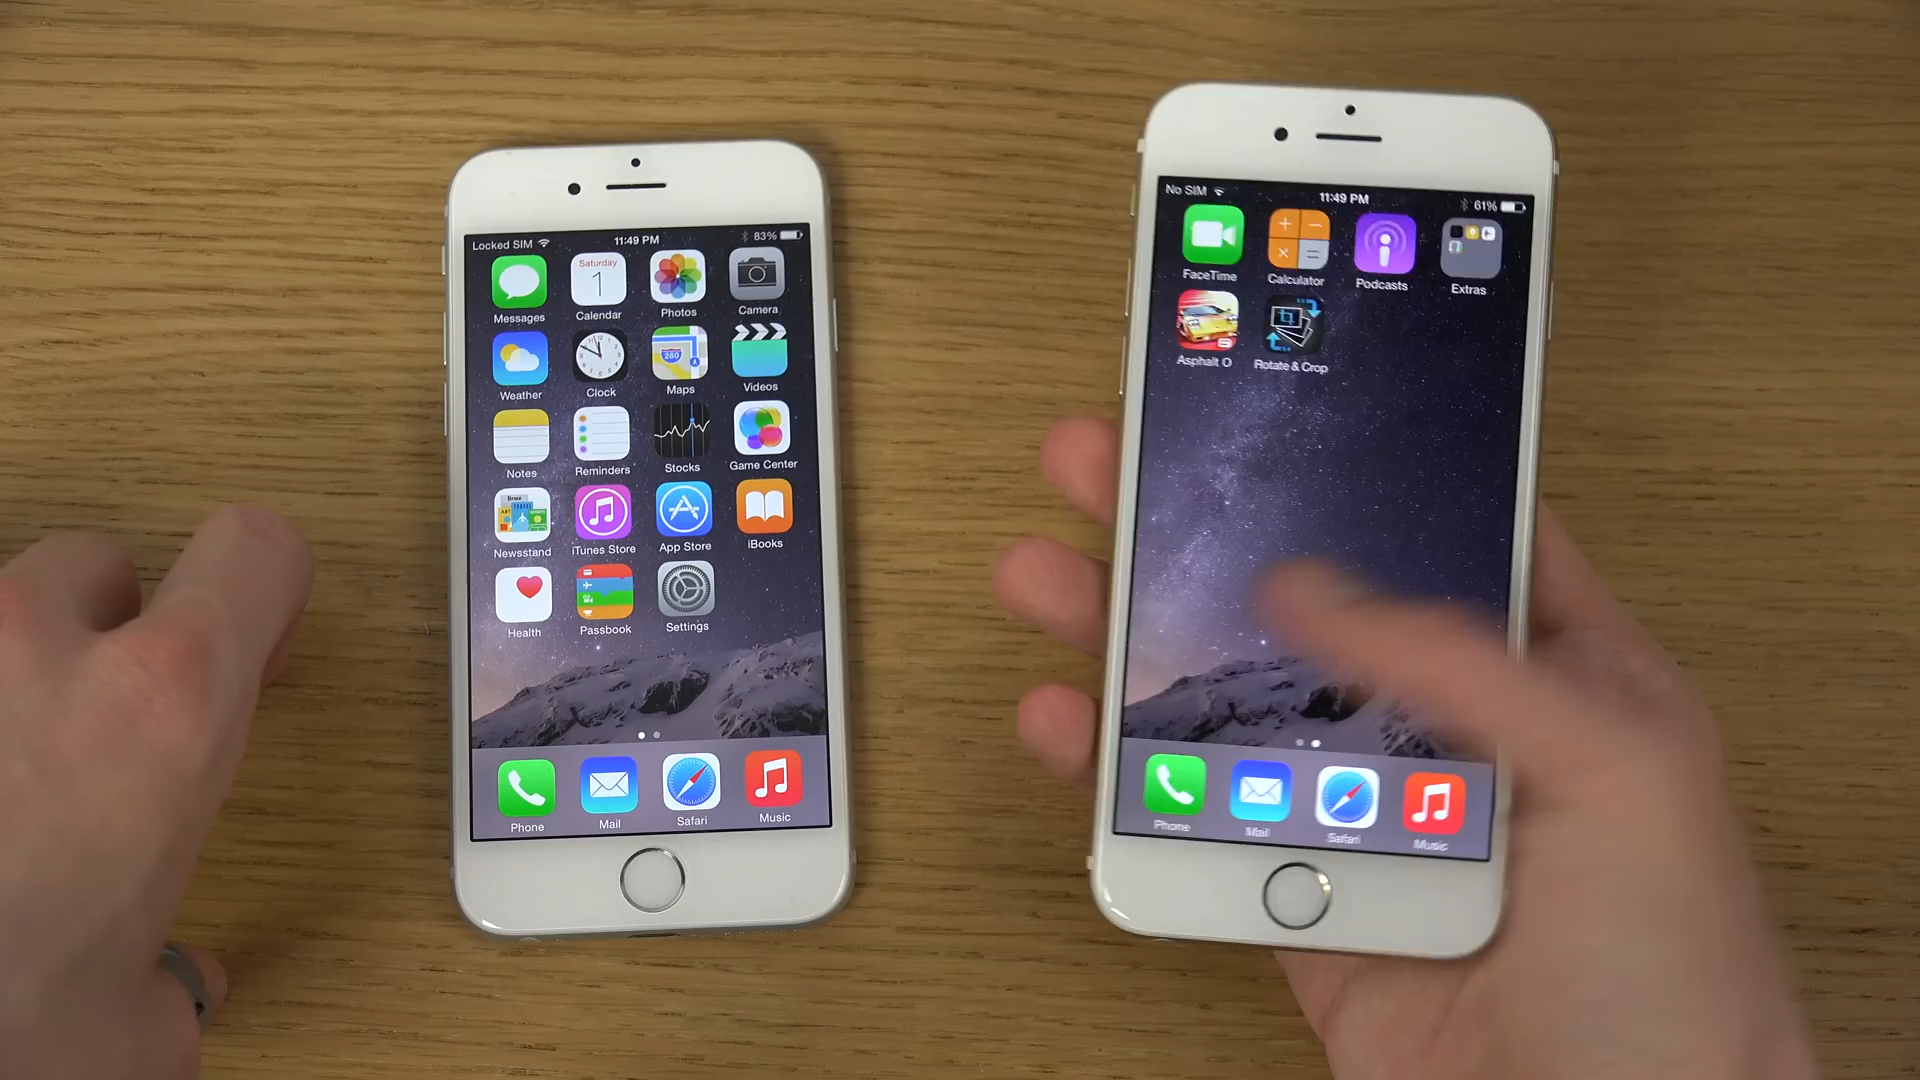 Locked SIM 11:49 PM 83%
Saturday
1
Messages Calendar Photos Camera
280
Weather Clock Maps Videos
Notes Reminders Stocks Game Center
Newsstand iTunes Store App Store iBooks
Health Passbook Settings
Phone Mail Safari Music
No SIM 11:49 PM 61%
FaceTime Calculator Podcasts Extras
Asphalt O Rotate & Crop
Phone Mail Safari Music